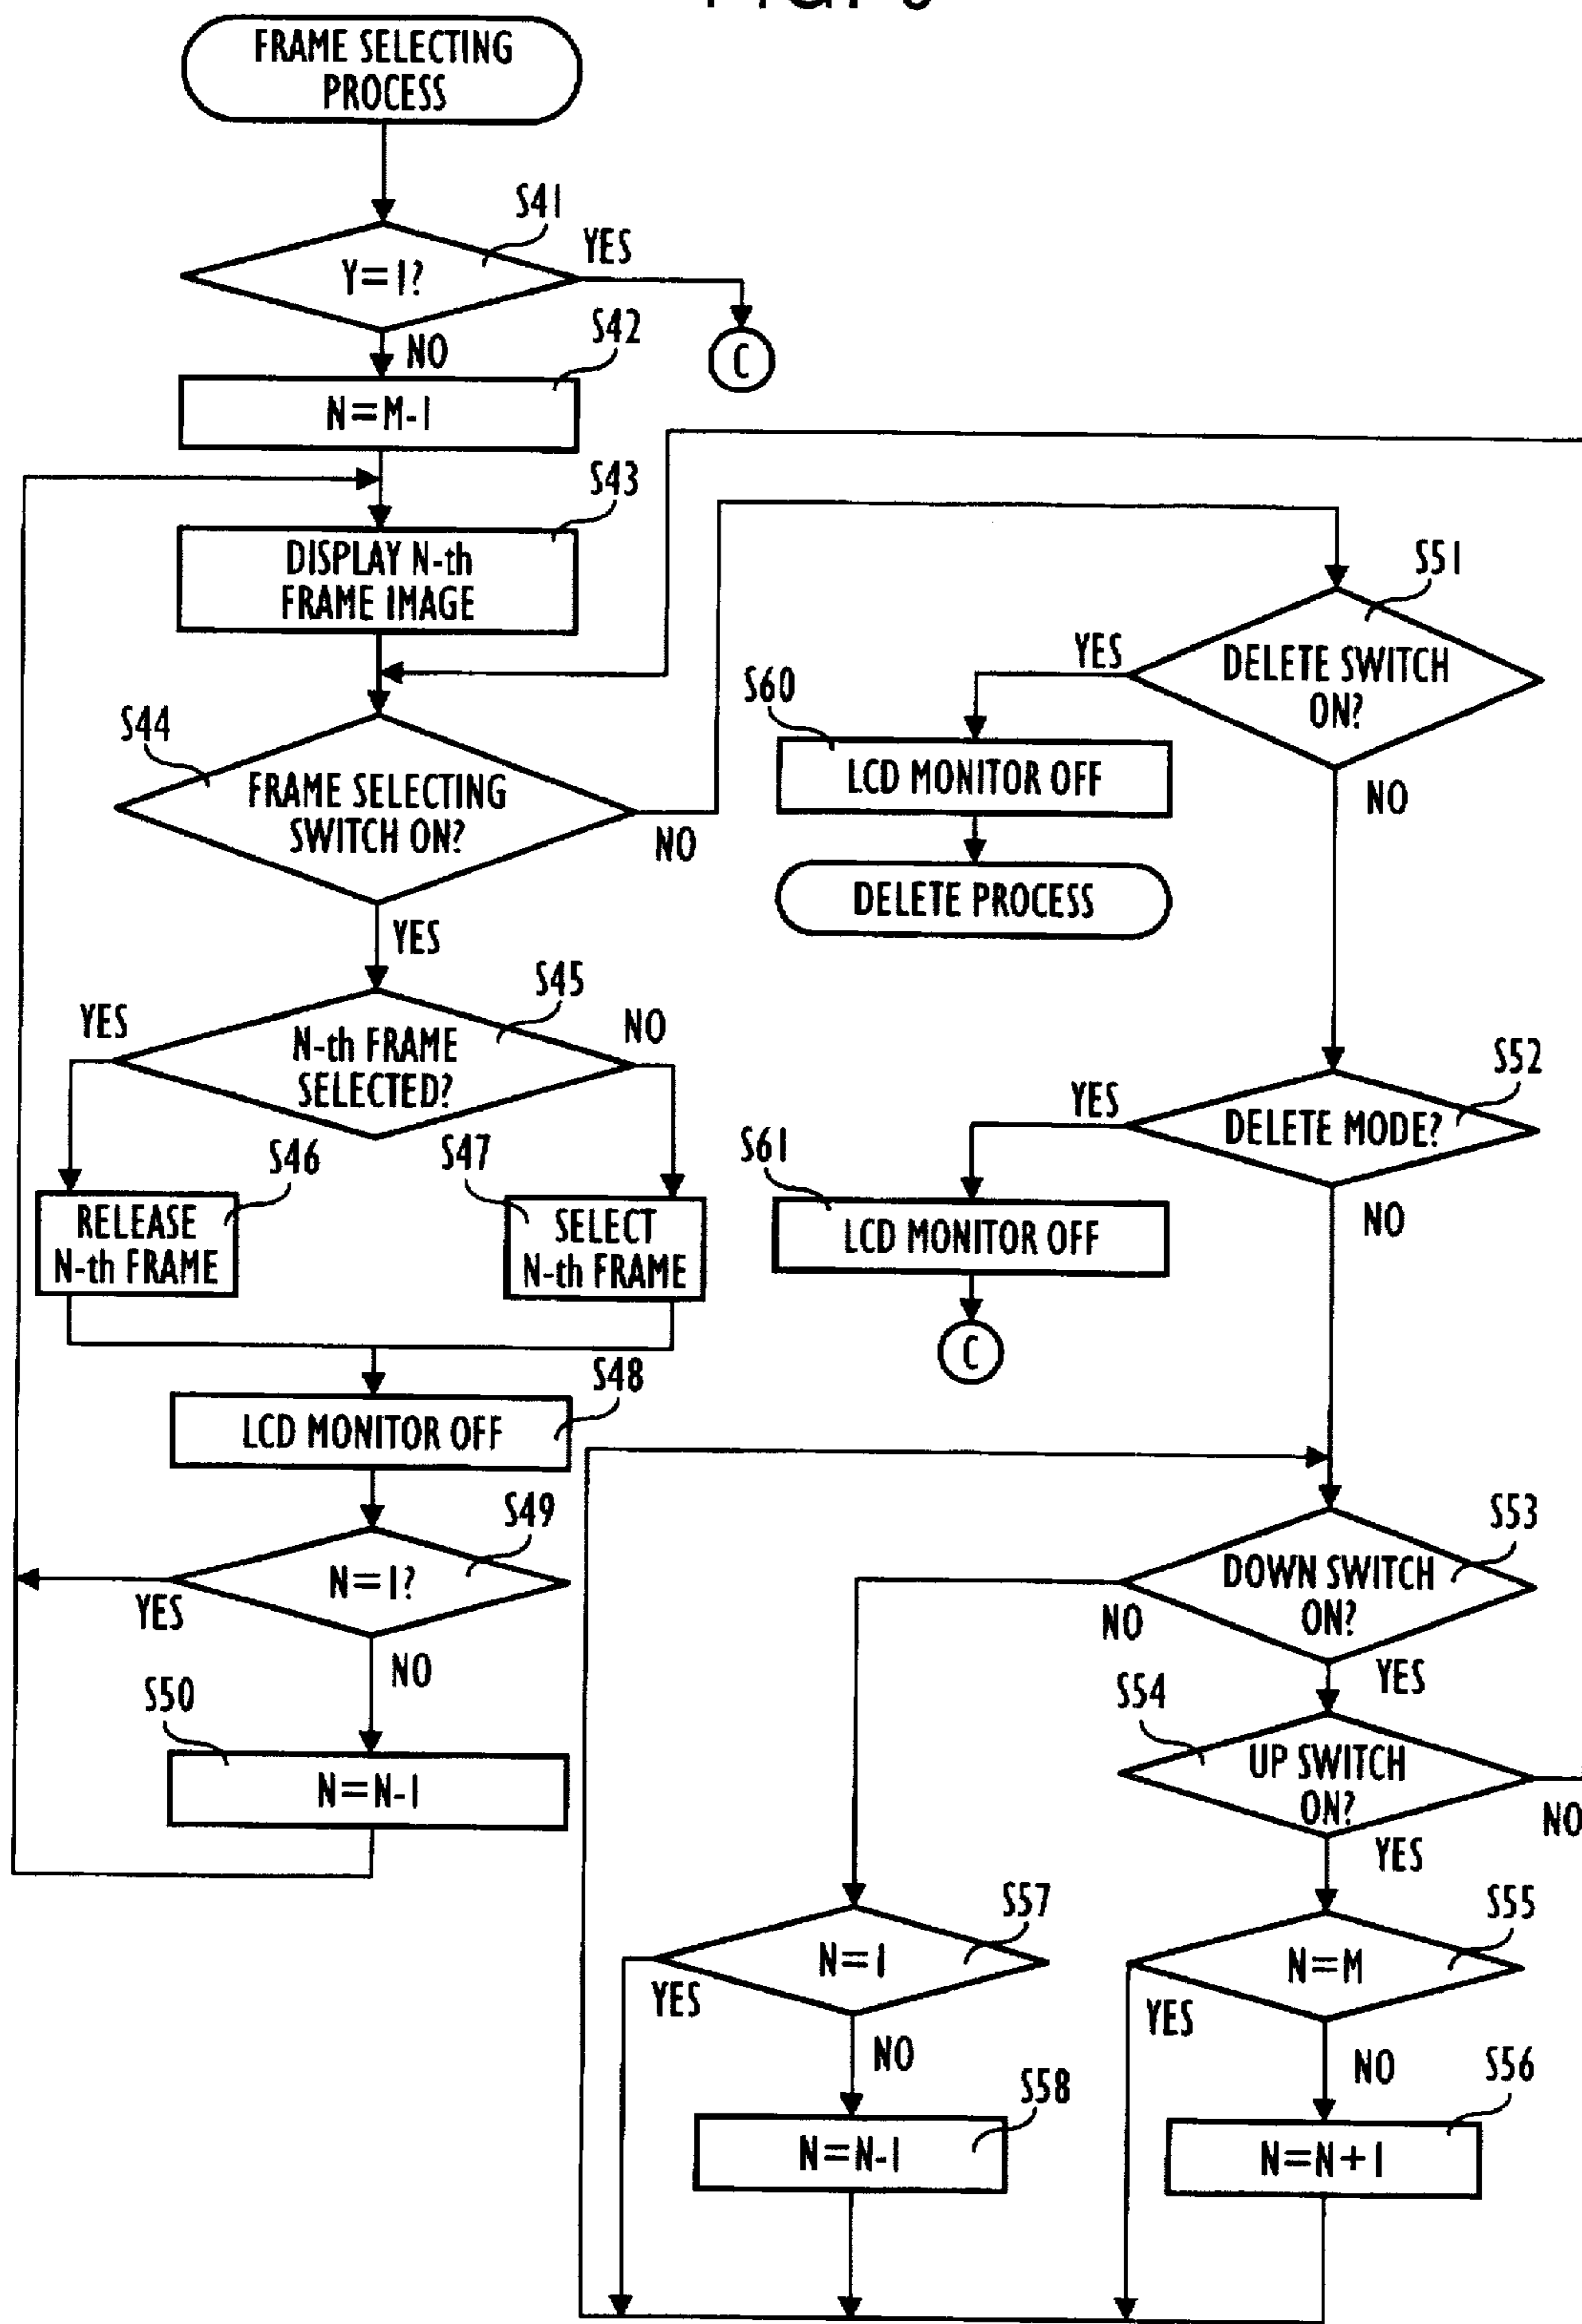 FRAME SELECTING
PROCESS
S41
Y=1?
YES
C
NO
S42
N=M-1
S43
DISPLAY N-th
FRAME IMAGE
S44
FRAME SELECTING
SWITCH ON?
NO
YES
S45
N-th FRAME
SELECTED?
YES
NO
S46
RELEASE
N-th FRAME
S47
SELECT
N-th FRAME
S48
LCD MONITOR OFF
S49
N=1?
YES
NO
S50
N=N-1
S51
DELETE SWITCH
ON?
YES
NO
S60
LCD MONITOR OFF
DELETE PROCESS
S52
DELETE MODE?
YES
NO
S61
LCD MONITOR OFF
C
S53
DOWN SWITCH
ON?
NO
YES
S54
UP SWITCH
ON?
NO
YES
S57
N=1
YES
NO
S58
N=N-1
S55
N=M
YES
NO
S56
N=N+1